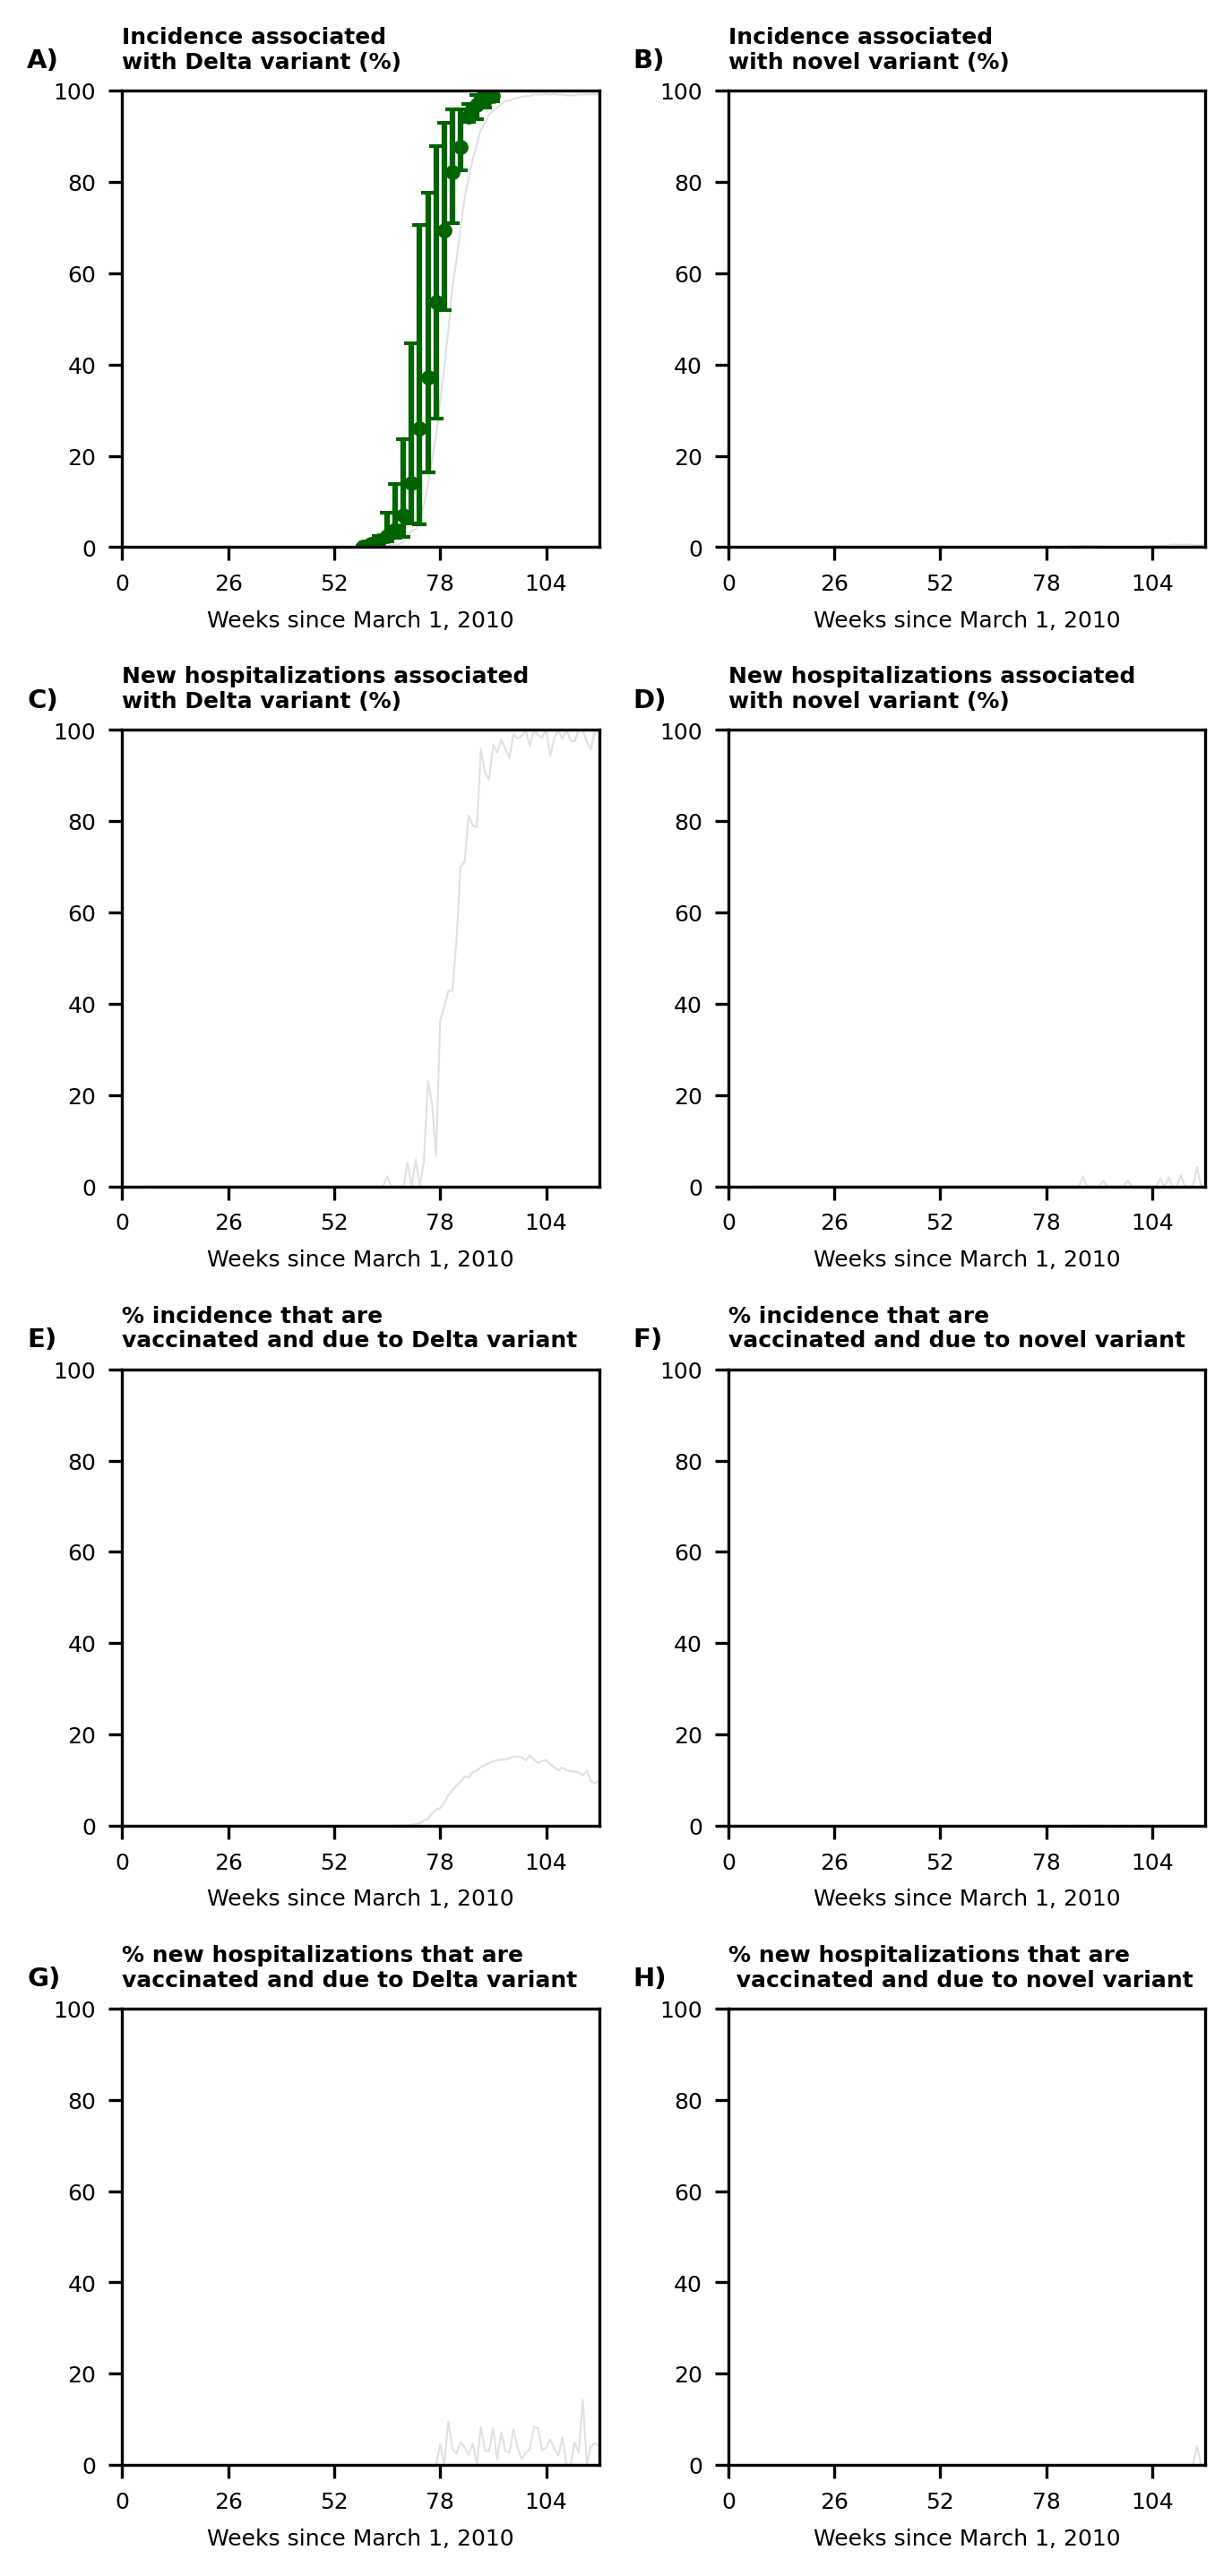 A)
Incidence associated
with Delta variant (%)
100
80
60
40
20
0
0 26 52 78 104
Weeks since March 1, 2010
B)
Incidence associated
with novel variant (%)
100
80
60
40
20
0
0 26 52 78 104
Weeks since March 1, 2010
C)
New hospitalizations associated
with Delta variant (%)
100
80
60
40
20
0
0 26 52 78 104
Weeks since March 1, 2010
D)
New hospitalizations associated
with novel variant (%)
100
80
60
40
20
0
0 26 52 78 104
Weeks since March 1, 2010
E)
% incidence that are
vaccinated and due to Delta variant
100
80
60
40
20
0
0 26 52 78 104
Weeks since March 1, 2010
F)
% incidence that are
vaccinated and due to novel variant
100
80
60
40
20
0
0 26 52 78 104
Weeks since March 1, 2010
G)
% new hospitalizations that are
vaccinated and due to Delta variant
100
80
60
40
20
0
0 26 52 78 104
Weeks since March 1, 2010
H)
% new hospitalizations that are
vaccinated and due to novel variant
100
80
60
40
20
0
0 26 52 78 104
Weeks since March 1, 2010